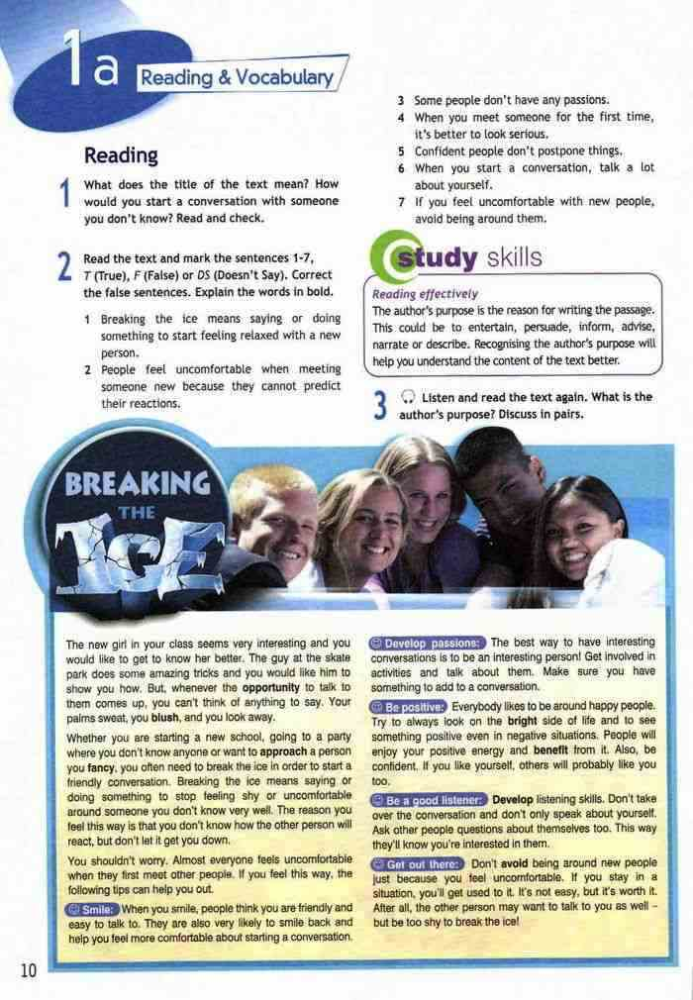 1a Reading & Vocabulary
Reading
1 What does the title of the text mean? How
would you start a conversation with someone
you don't know? Read and check.
2 Read the text and mark the sentences 1-7,
T (True), F (False) or DS (Doesn't Say). Correct
the false sentences. Explain the words in bold.
1 Breaking the ice means saying or doing
something to start feeling relaxed with a new
person.
2 People feel uncomfortable when meeting
someone new because they cannot predict
their reactions.
3 Some people don't have any passions.
4 When you meet someone for the first time,
it's better to look serious.
5 Confident people don't postpone things.
6 When you start a conversation, talk a lot
about yourself.
7 If you feel uncomfortable with new people,
avoid being around them.
study skills
Reading effectively
The author's purpose is the reason for writing the passage.
This could be to entertain, persuade, inform, advise,
narrate or describe. Recognising the author's purpose will
help you understand the content of the text better.
3 Listen and read the text again. What is the
author's purpose? Discuss in pairs.
BREAKING
THE
ICE
The new girl in your class seems very interesting and you
would like to get to know her better. The guy at the skate
park does some amazing tricks and you would like him to
show you how. But, whenever the opportunity to talk to
them comes up, you can't think of anything to say. Your
palms sweat, you blush, and you look away.
Whether you are starting a new school, going to a party
where you don't know anyone or want to approach a person
you fancy, you often need to break the ice in order to start a
friendly conversation. Breaking the ice means saying or
doing something to stop feeling shy or uncomfortable
around someone you don't know very well. The reason you
feel this way is that you don't know how the other person will
react, but don't let it get you down.
You shouldn't worry. Almost everyone feels uncomfortable
when they first meet other people. If you feel this way, the
following tips can help you out.
Smile: When you smile, people think you are friendly and
easy to talk to. They are also very likely to smile back and
help you feel more comfortable about starting a conversation.
Develop passions: The best way to have interesting
conversations is to be an interesting person! Get involved in
activities and talk about them. Make sure you have
something to add to a conversation.
Be positive: Everybody likes to be around happy people.
Try to always look on the bright side of life and to see
something positive even in negative situations. People will
enjoy your positive energy and benefit from it. Also, be
confident. If you like yourself, others will probably like you
too.
Be a good listener: Develop listening skills. Don't take
over the conversation and don't only speak about yourself.
Ask other people questions about themselves too. This way
they'll know you're interested in them.
Get out there: Don't avoid being around new people
just because you feel uncomfortable. If you stay in a
situation, you'll get used to it. It's not easy, but it's worth it.
After all, the other person may want to talk to you as well –
but be too shy to break the ice!
10